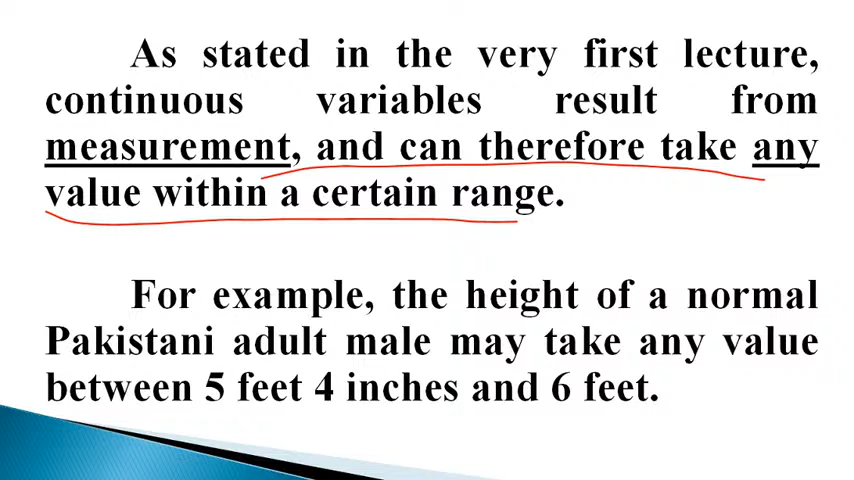 As stated in the very first lecture,
continuous variables result from
measurement, and can therefore take any
value within a certain range.
For example, the height of a normal
Pakistani adult male may take any value
between 5 feet 4 inches and 6 feet.